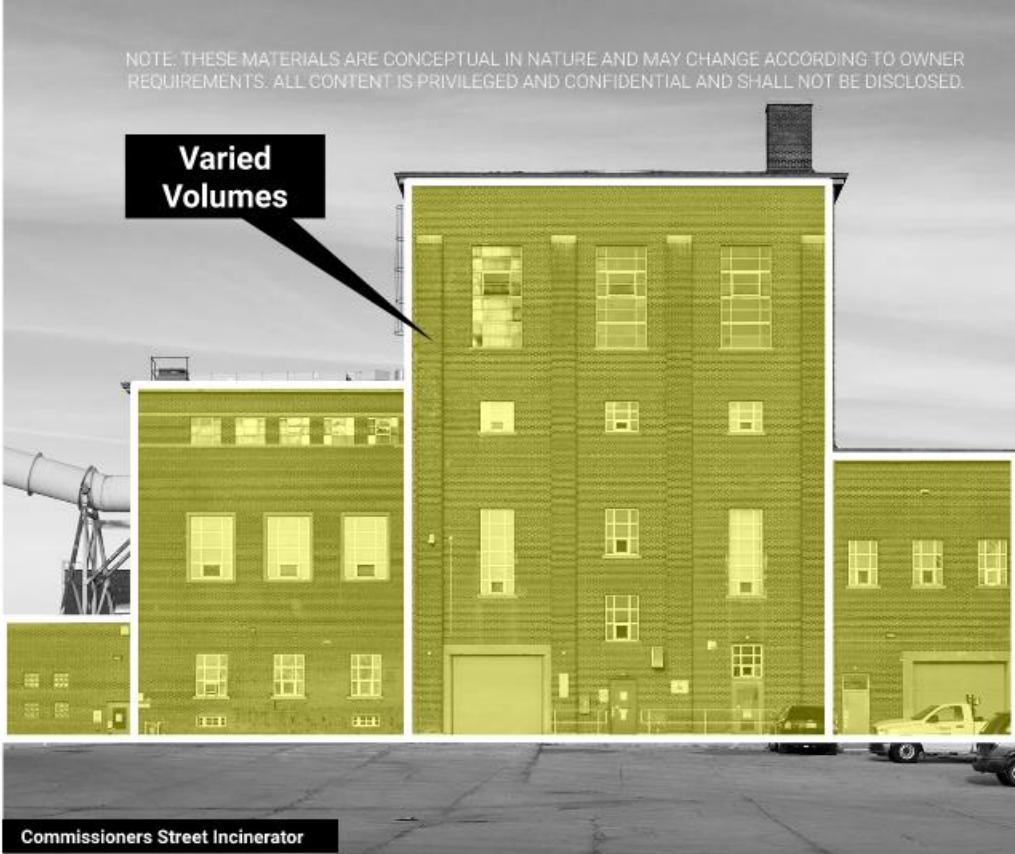 NOTE: THESE MATERIALS ARE CONCEPTUAL IN NATURE AND MAY CHANGE ACCORDING TO OWNER
REQUIREMENTS. ALL CONTENT IS PRIVILEGED AND CONFIDENTIAL AND SHALL NOT BE DISCLOSED.
Varied
Volumes
Commissioners Street Incinerator